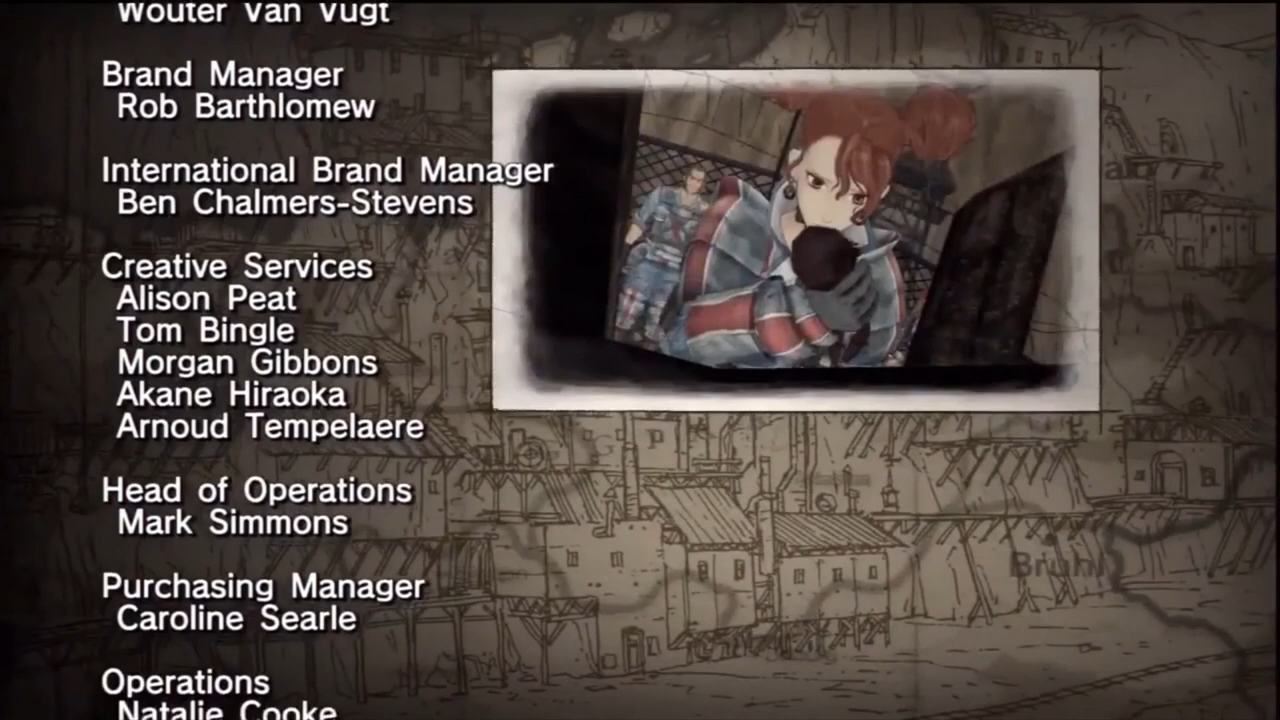 Wouter Van Vugt
Brand Manager
Rob Barthlomew
International Brand Manager
Ben Chalmers-Stevens
Creative Services
Alison Peat
Tom Bingle
Morgan Gibbons
Akane Hiraoka
Arnoud Tempelaere
Head of Operations
Mark Simmons
Bruhl
Purchasing Manager
Caroline Searle
Operations
Natalie Cooke